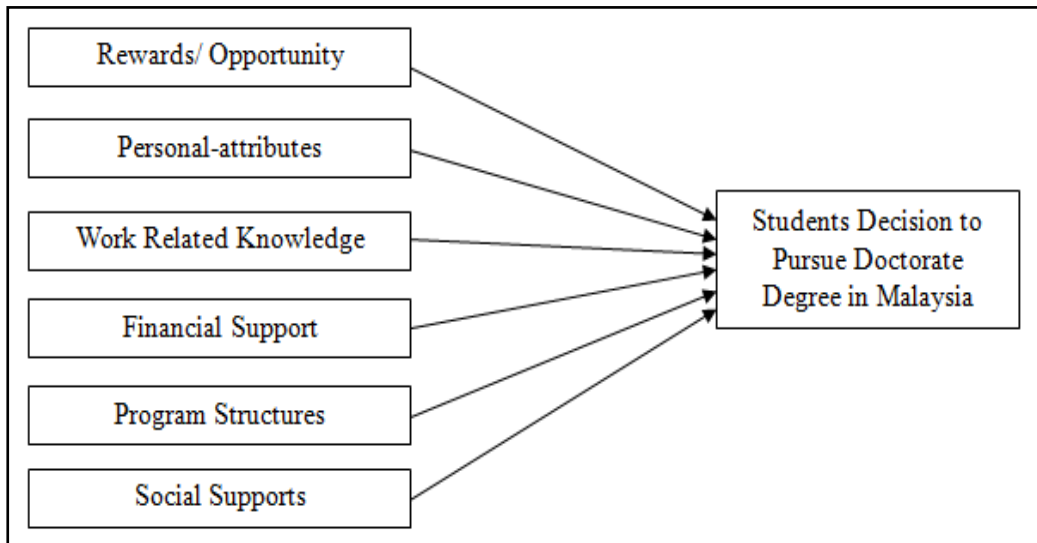 Rewards/ Opportunity
Personal-attributes
Work Related Knowledge
Financial Support
Program Structures
Social Supports
Students Decision to
Pursue Doctorate
Degree in Malaysia